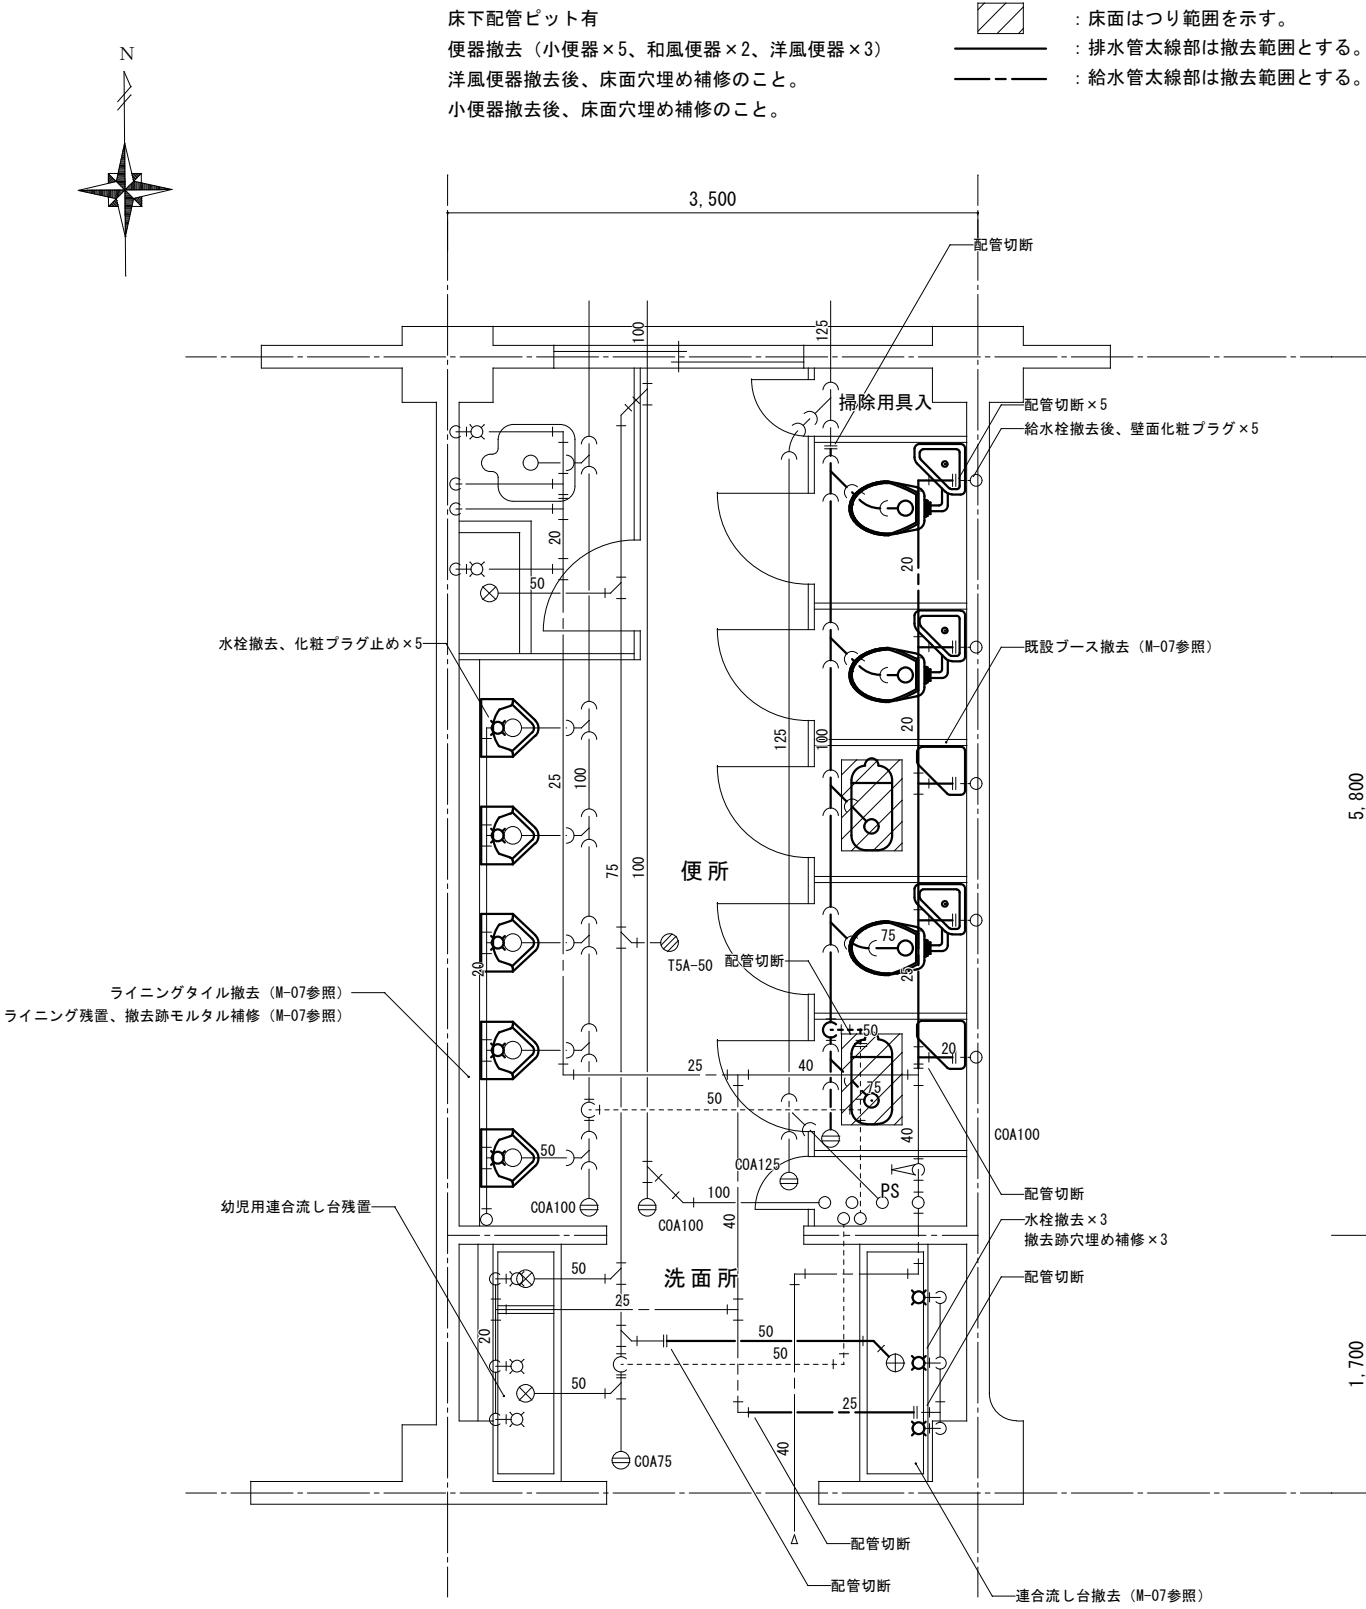 床下配管ピット有
便器撤去（小便器×5、和風便器×2、洋風便器×3）
洋風便器撤去後、床面穴埋め補修のこと。
小便器撤去後、床面穴埋め補修のこと。
：床面はつり範囲を示す。
：排水管太線部は撤去範囲とする。
：給水管太線部は撤去範囲とする。
N
3,500
配管切断
100
125
掃除用具入
配管切断×5
給水栓撤去後、壁面化粧プラグ×5
20
50
20
水栓撤去、化粧プラグ止め×5
既設ブース撤去（M-07参照）
20
125
100
25
100
5,800
75
100
便所
75
T5A-50
配管切断
20
25
ライニングタイル撤去（M-07参照）
ライニング残置、撤去跡モルタル補修（M-07参照）
50
20
25
40
75
50
40
COA100
50
COA125
100
PS
配管切断
幼児用連合流し台残置
COA100
COA100
40
水栓撤去×3
撤去跡穴埋め補修×3
50
洗面所
配管切断
25
20
50
50
1,700
50
25
40
COA75
配管切断
配管切断
連合流し台撤去（M-07参照）